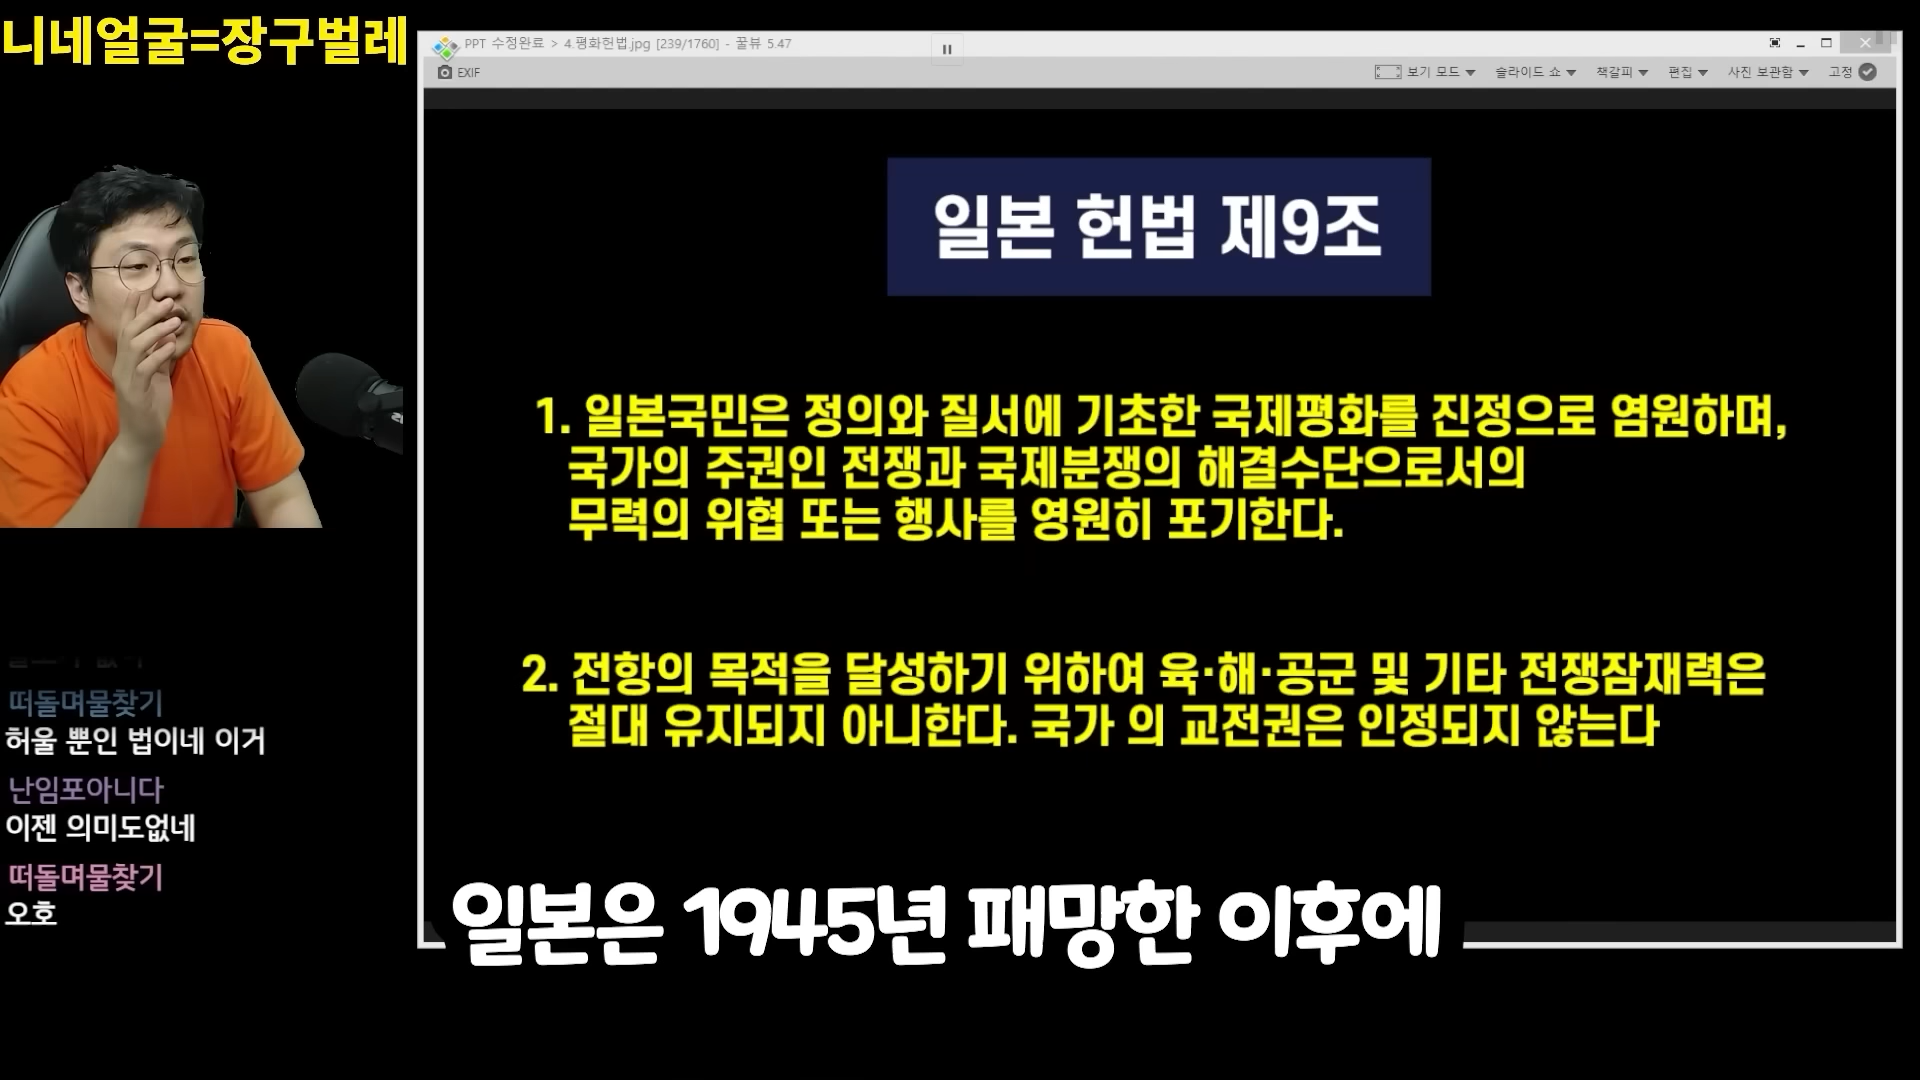 니네얼굴=장구벌레
PPT 수정완료 > 4.평화헌법.jpg [239/1760] - 꿀뷰 5.47
EXIF
보기 모드
슬라이드 쇼
책갈피
편집
사진 보관함
고정
일본 헌법 제9조
1. 일본국민은 정의와 질서에 기초한 국제평화를 진정으로 염원하며,
국가의 주권인 전쟁과 국제분쟁의 해결수단으로서의
무력의 위협 또는 행사를 영원히 포기한다.
2. 전항의 목적을 달성하기 위하여 육·해·공군 및 기타 전쟁잠재력은
절대 유지되지 아니한다. 국가 의 교전권은 인정되지 않는다
떠돌며물찾기
허울 뿐인 법이네 이거
난임포아니다
이젠 의미도없네
떠돌며물찾기
오호
일본은 1945년 패망한 이후에